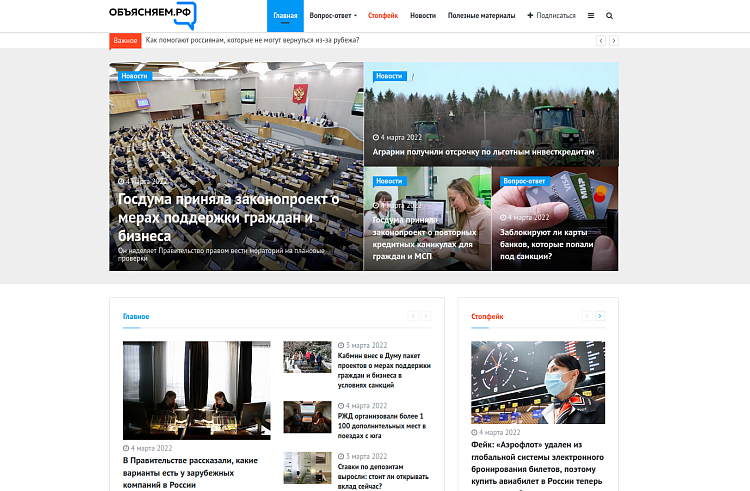 ОБЪЯСНЯЕМ.РФ
Главная
Вопрос-ответ
Стопфейк
Новости
Полезные материалы
+ Подписаться
Важное
Как помогают россиянам, которые не могут вернуться из-за рубежа?
Новости
4 марта 2022
Госдума приняла законопроект о
мерах поддержки граждан и
бизнеса
Он наделяет Правительство правом вести мораторий на плановые
проверки
Новости /
4 марта 2022
Аграрии получили отсрочку по льготным инвесткредитам
Новости
4 марта 2022
Госдума приняла
законопроект о повторных
кредитных каникулах для
граждан и МСП
Вопрос-ответ
VISA
МИР
4 марта 2022
Заблокируют ли карты
банков, которые попали
под санкции?
Главное
4 марта 2022
В Правительстве рассказали, какие
варианты есть у зарубежных
компаний в России
3 марта 2022
Кабмин внес в Думу пакет
проектов о мерах поддержки
граждан и бизнеса в
условиях санкций
4 марта 2022
РЖД организовали более 1
100 дополнительных мест в
поездах с юга
3 марта 2022
Ставки по депозитам
выросли: стоит ли открывать
вклад сейчас?
Стопфейк
4 марта 2022
Фейк: «Аэрофлот» удален из
глобальной системы электронного
бронирования билетов, поэтому
купить авиабилет в России теперь